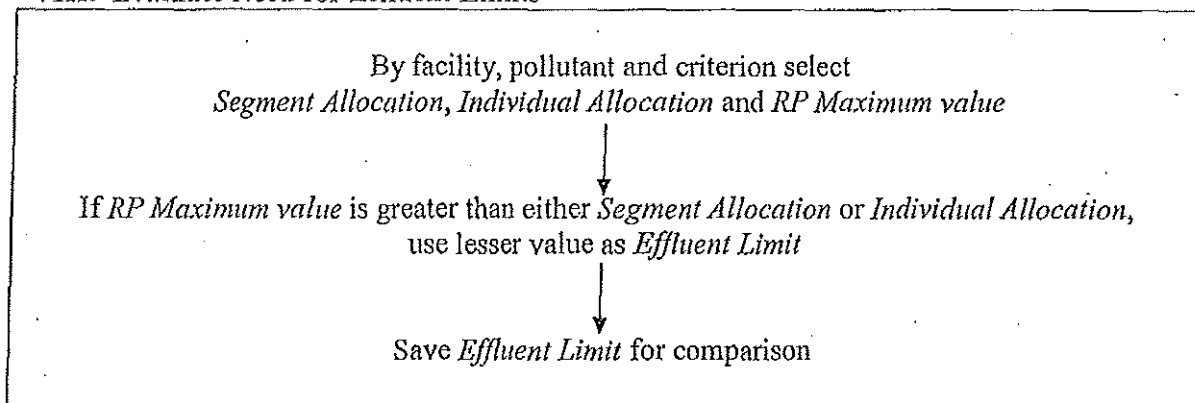 By facility, pollutant and criterion select
Segment Allocation, Individual Allocation and RP Maximum value
If RP Maximum value is greater than either Segment Allocation or Individual Allocation,
use lesser value as Effluent Limit
Save Effluent Limit for comparison